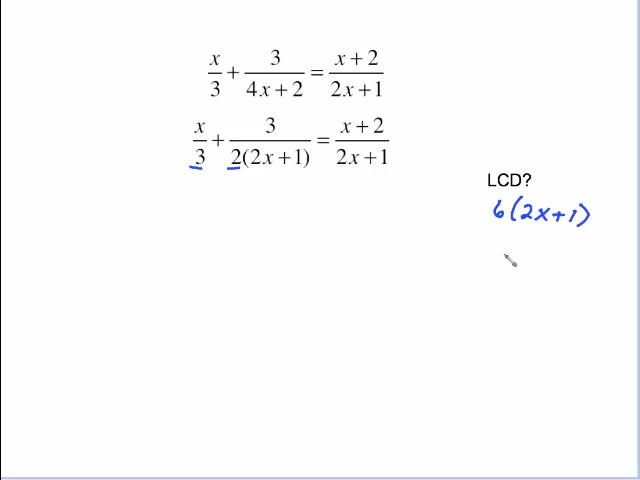 x/3 + 3/(4x+2) = (x+2)/(2x+1)
x/3 + 3/(2(2x+1)) = (x+2)/(2x+1)
LCD?
6(2x+1)